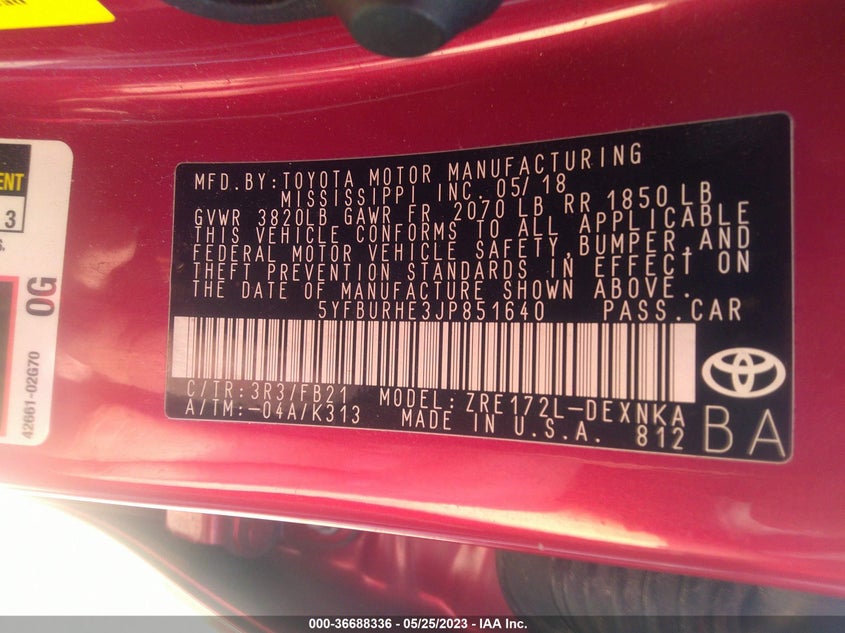 MFD.BY:TOYOTA MOTOR MANUFACTURING
MISSISSIPPI INC. 05/18
GVWR 3820LB GAWR FR 2070 LB RR 1850 LB
THIS VEHICLE CONFORMS TO ALL APPLICABLE
FEDERAL MOTOR VEHICLE SAFETY,BUMPER,AND
THEFT PREVENTION STANDARDS IN EFFECT ON
THE DATE OF MANUFACTURE SHOWN ABOVE.
5YFBURHE3JP851640 PASS.CAR
C/TR:3R3/FB21 MODEL:ZRE172L-DEXNKA
A/TM:-04A/K313 MADE IN U.S.A. 812
BA
ENT
3
S.
OG
42661-02G70
000-36688336 - 05/25/2023 - IAA Inc.